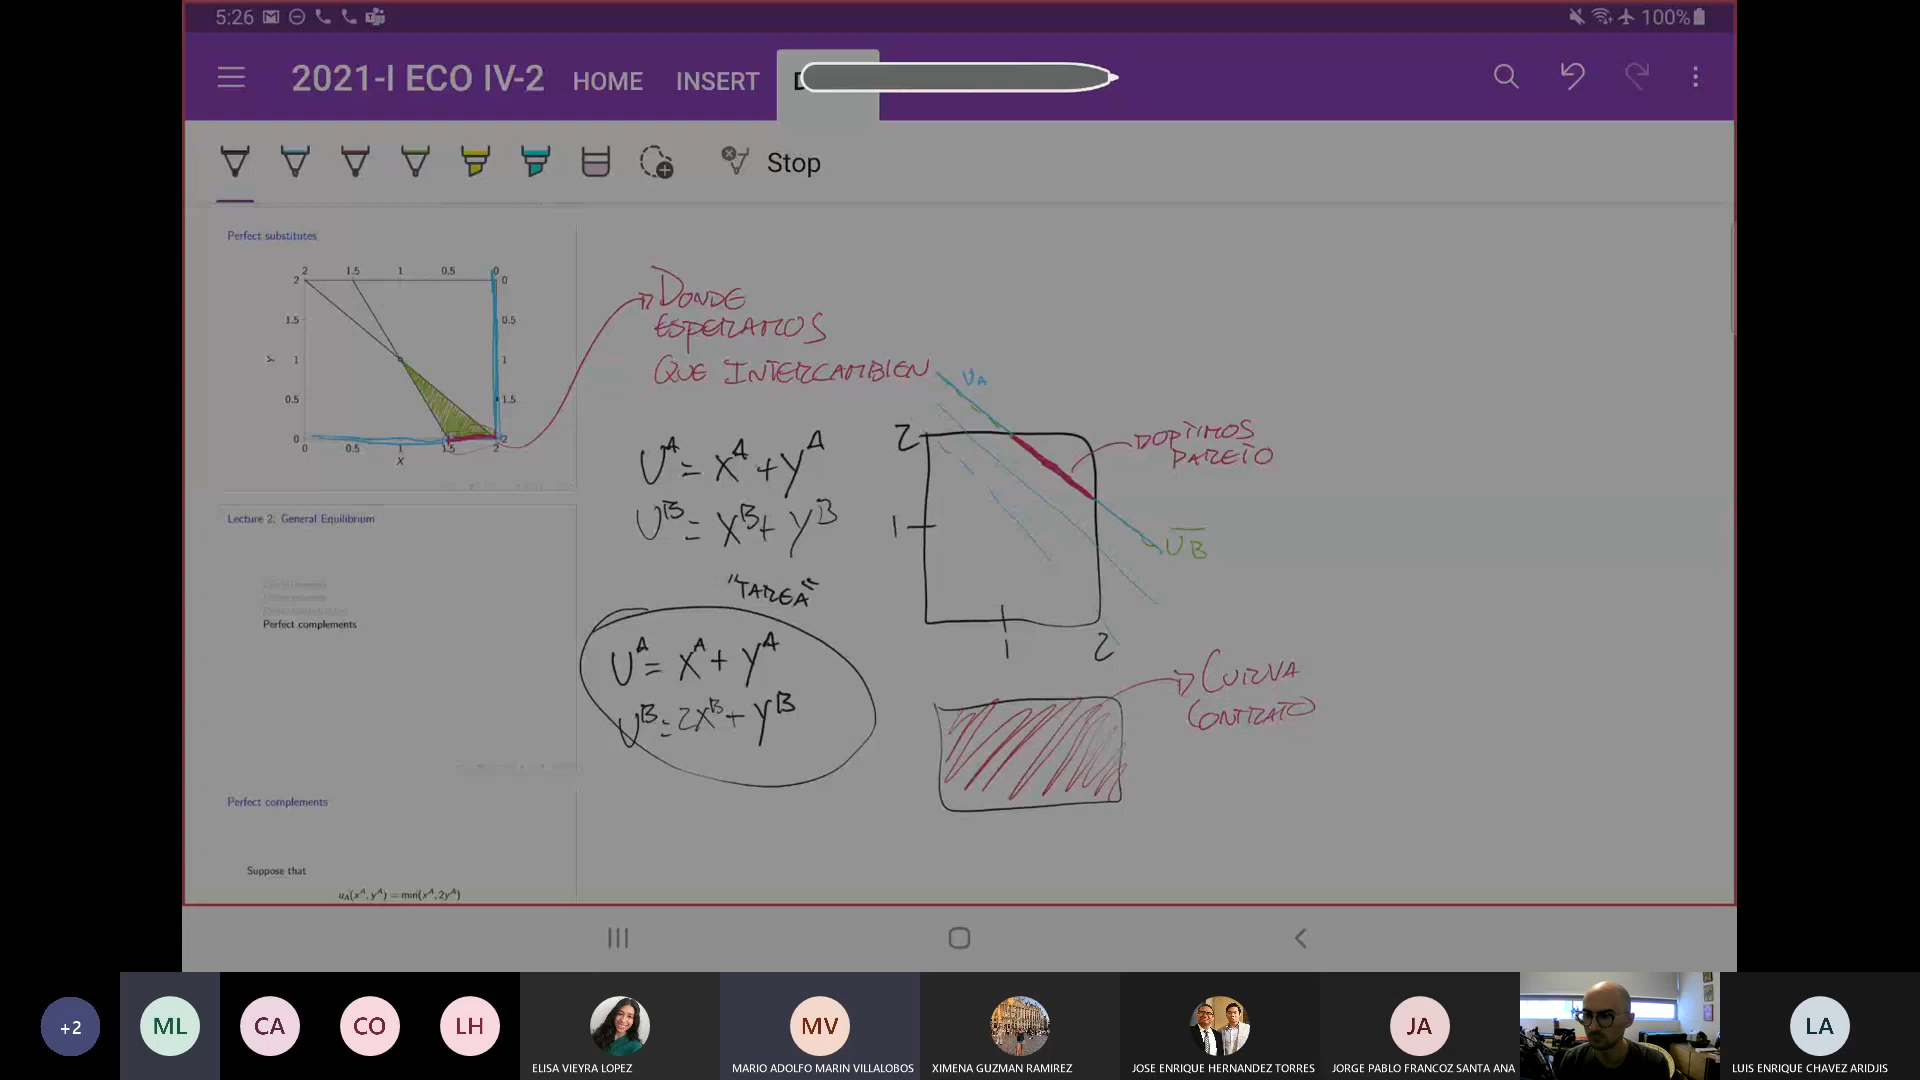 5:26
100%
2021-I ECO IV-2
HOME
INSERT
Stop
Perfect substitutes
2 1.5 1 0.5 0
2 0
1.5 0.5
Y 1 1
0.5 1.5
0 2
0 0.5 1 1.5 2
X
DONDE
ESPERAMOS
QUE INTERCAMBIEN
U^A = X^A + Y^A
U^B = X^B + Y^B
"TAREA"
U^A = X^A + Y^A
U^B = 2X^B + Y^B
U_A
2
1
1 2
U_B
OPTIMOS
PARETO
CURVA
CONTRATO
Lecture 2: General Equilibrium
Perfect complements
Perfect complements
Suppose that
u_A(x^A, y^A) = min(x^A, 2y^A)
+2
ML
CA
CO
LH
ELISA VIEYRA LOPEZ
MV
MARIO ADOLFO MARIN VILLALOBOS
XIMENA GUZMAN RAMIREZ
JOSE ENRIQUE HERNANDEZ TORRES
JA
JORGE PABLO FRANCOZ SANTA ANA
LA
LUIS ENRIQUE CHAVEZ ARIDJIS